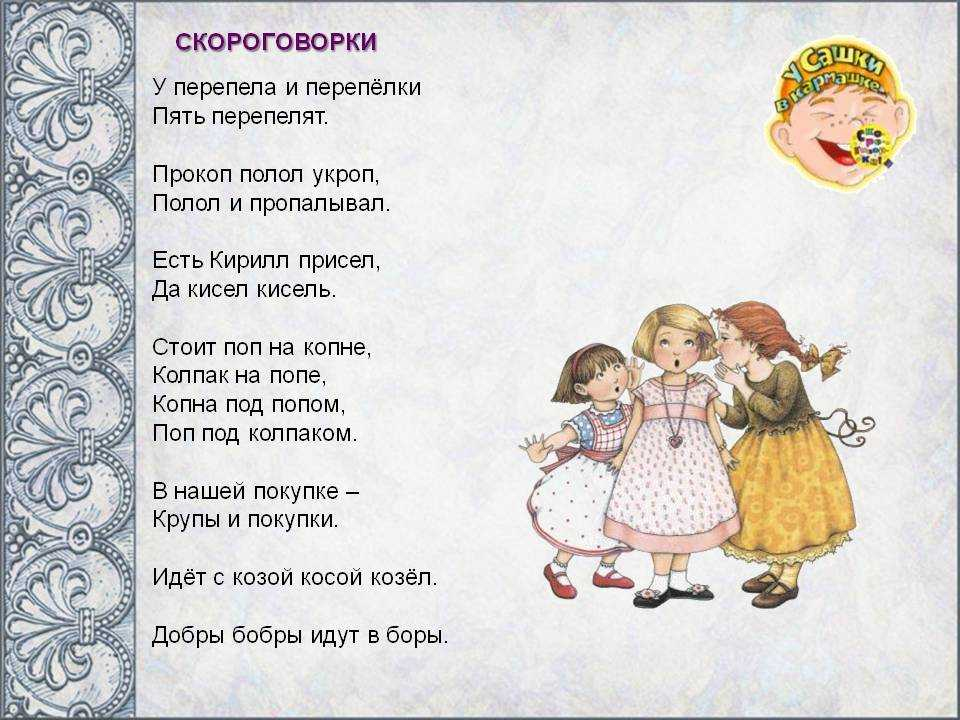 СКОРОГОВОРКИ
У перепела и перепёлки
Пять перепелят.
Прокоп полол укроп,
Полол и пропалывал.
Есть Кирилл присел,
Да кисел кисель.
Стоит поп на копне,
Колпак на попе,
Копна под попом,
Поп под колпаком.
В нашей покупке –
Крупы и покупки.
Идёт с козой косой козёл.
Добры бобры идут в боры.
У Сашки
в кармашке...
Ско-
ро-